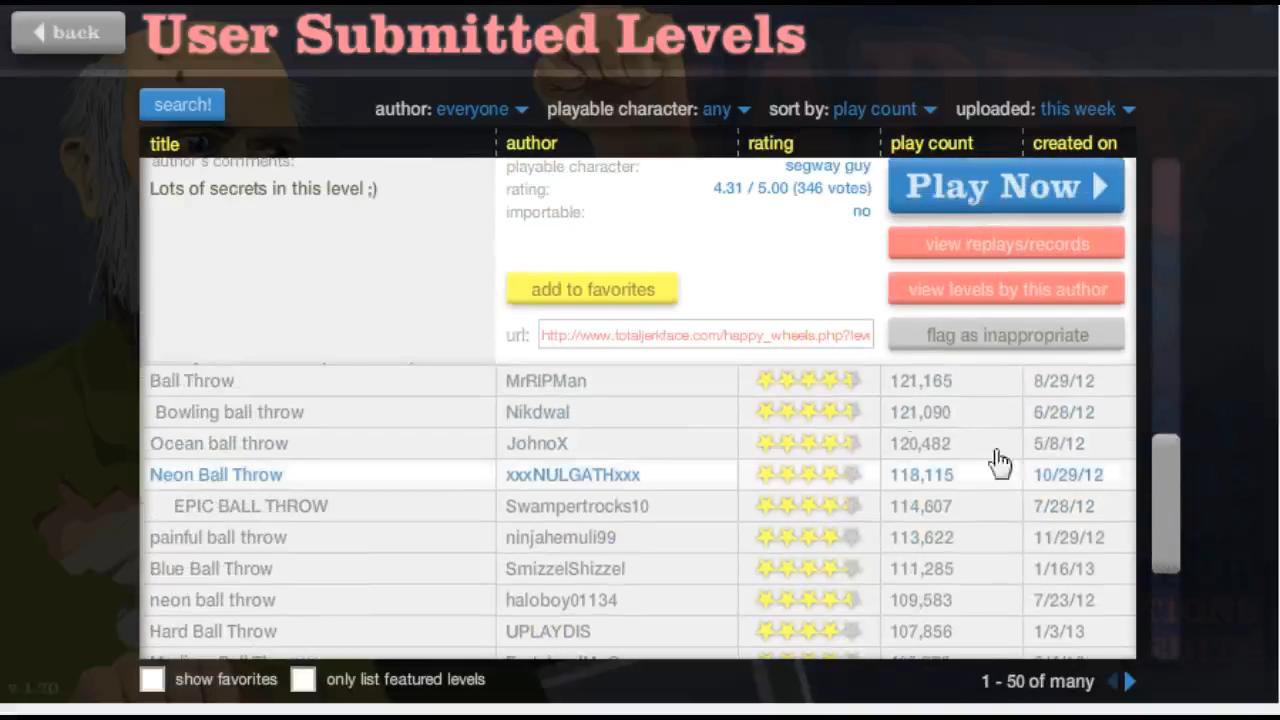 back
User Submitted Levels
search!
author: everyone playable character: any sort by: play count uploaded: this week
title author rating play count created on
author's comments:
Lots of secrets in this level ;)
playable character: segway guy
rating: 4.31 / 5.00 (346 votes)
importable: no
add to favorites
url: http://www.totaljerkface.com/happy_wheels.php?leve
Play Now
view replays/records
view levels by this author
flag as inappropriate
Ball Throw MrRIPMan 121,165 8/29/12
Bowling ball throw Nikdwal 121,090 6/28/12
Ocean ball throw JohnoX 120,482 5/8/12
Neon Ball Throw xxxNULGATHxxx 118,115 10/29/12
EPIC BALL THROW Swampertrocks10 114,607 7/28/12
painful ball throw ninjahemuli99 113,622 11/29/12
Blue Ball Throw SmizzelShizzel 111,285 1/16/13
neon ball throw haloboy01134 109,583 7/23/12
Hard Ball Throw UPLAYDIS 107,856 1/3/13
show favorites only list featured levels 1 - 50 of many
v 1.70